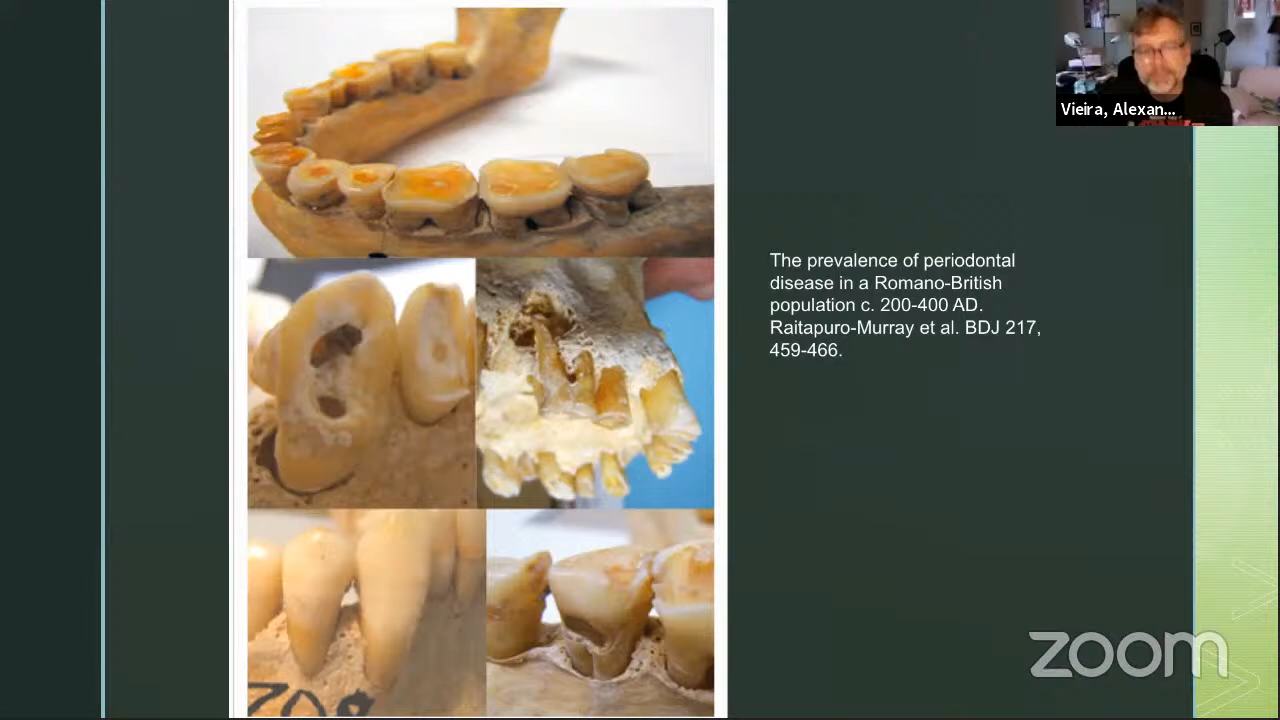 Vieira, Alexan...
The prevalence of periodontal
disease in a Romano-British
population c. 200-400 AD.
Raitapuro-Murray et al. BDJ 217,
459-466.
zoom